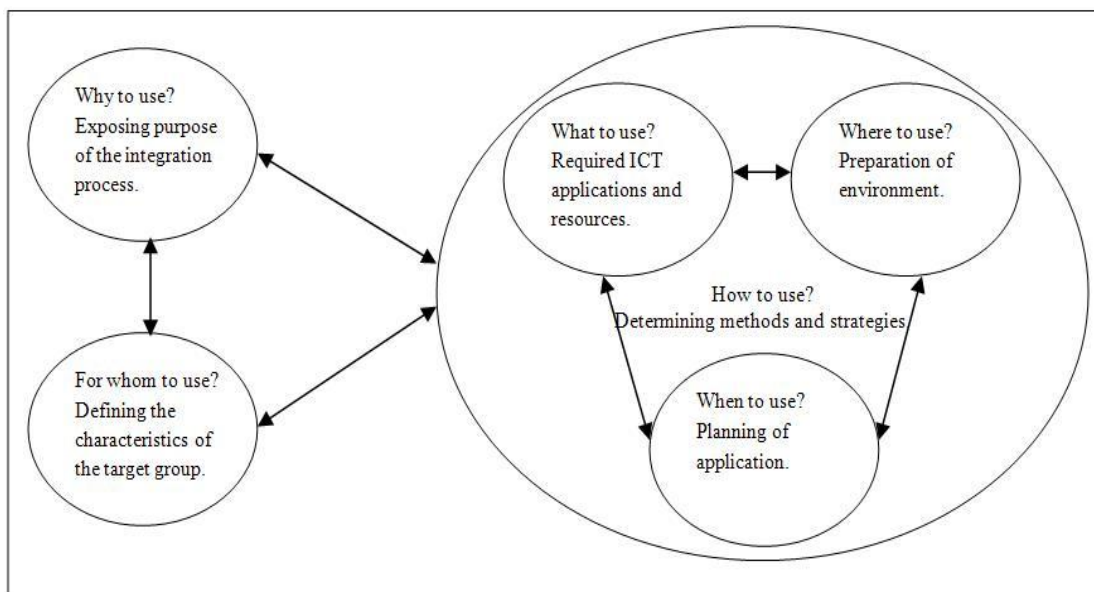 Why to use?
Exposing purpose
of the integration
process.
What to use?
Required ICT
applications and
resources.
Where to use?
Preparation of
environment.
How to use?
Determining methods and strategies
For whom to use?
Defining the
characteristics of
the target group.
When to use?
Planning of
application.